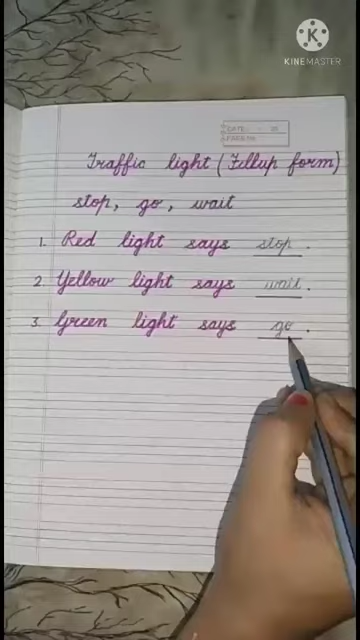 KINEMASTER
Traffic light (Fillup form)
stop, go, wait
1. Red light says stop.
2. Yellow light says wait.
3. Green light says go.